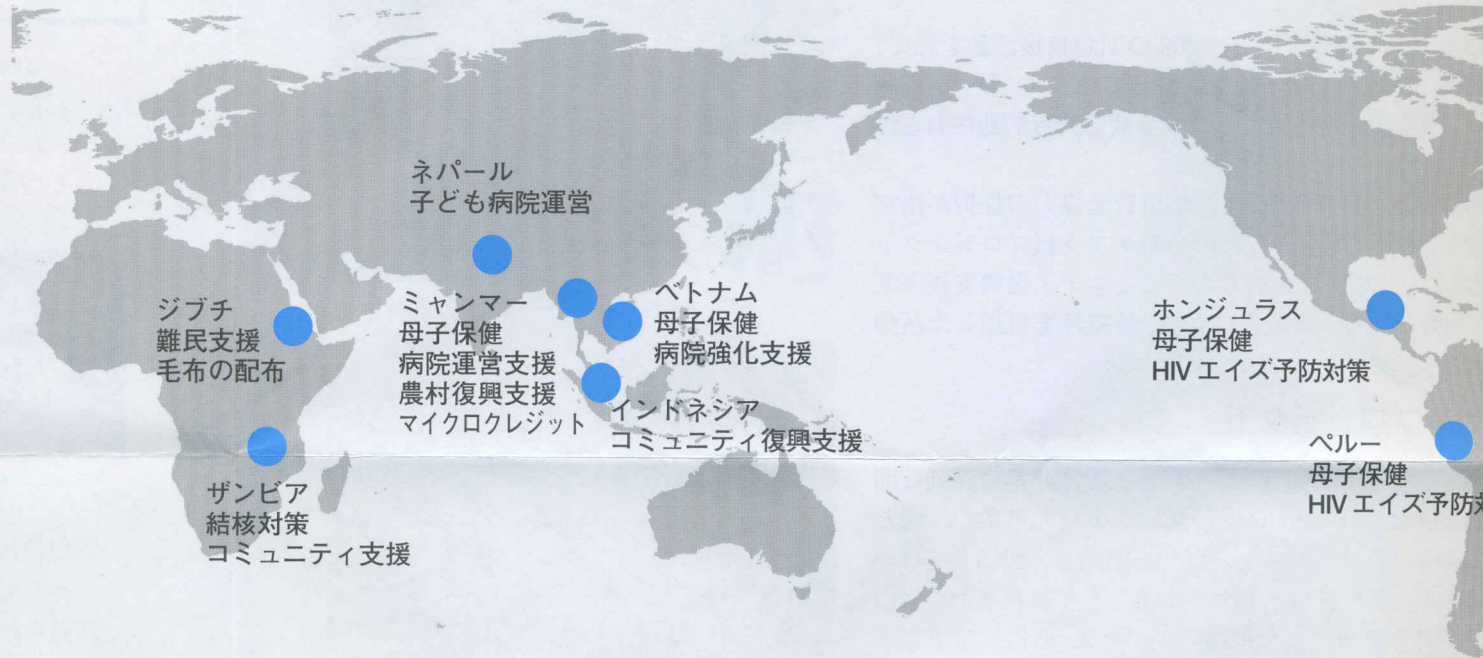 ネパール
子ども病院運営
ジブチ
難民支援
毛布の配布
ミャンマー
母子保健
病院運営支援
農村復興支援
マイクロクレジット
ベトナム
母子保健
病院強化支援
インドネシア
コミュニティ復興支援
ザンビア
結核対策
コミュニティ支援
ホンジュラス
母子保健
HIV エイズ予防対策
ペルー
母子保健
HIV エイズ予防対